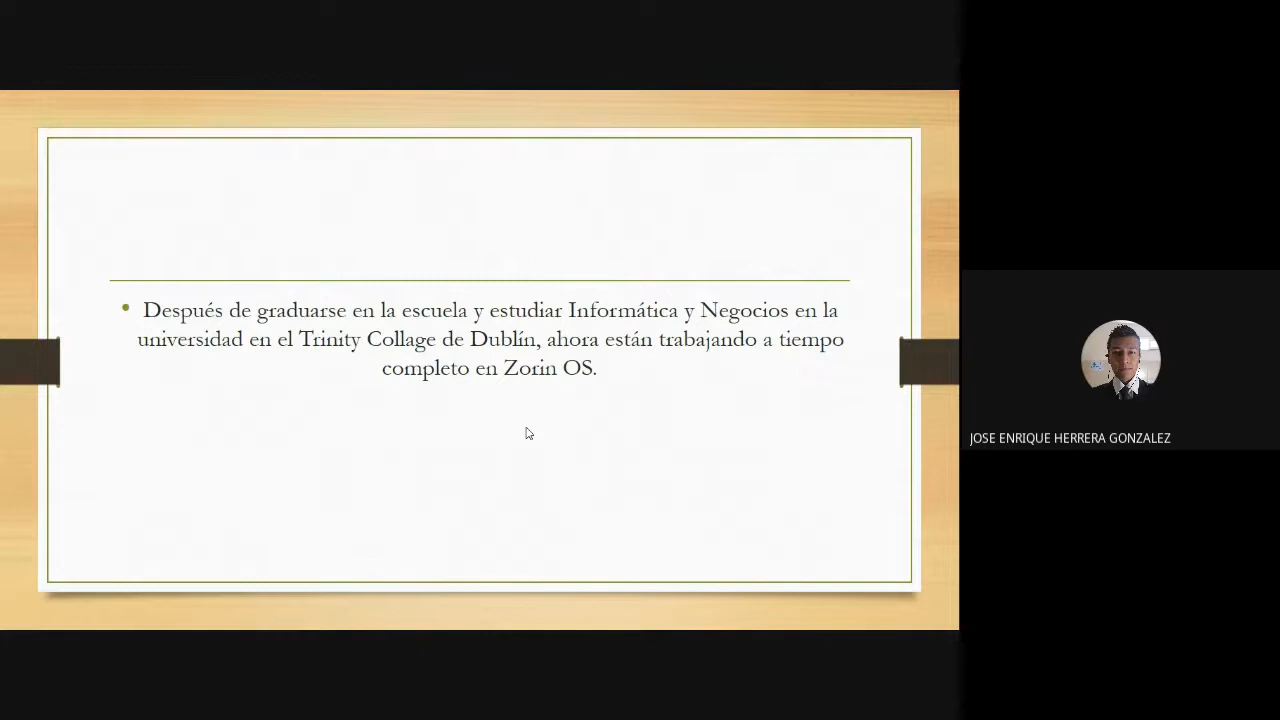 • Después de graduarse en la escuela y estudiar Informática y Negocios en la
universidad en el Trinity Collage de Dublín, ahora están trabajando a tiempo
completo en Zorin OS.
JOSE ENRIQUE HERRERA GONZALEZ